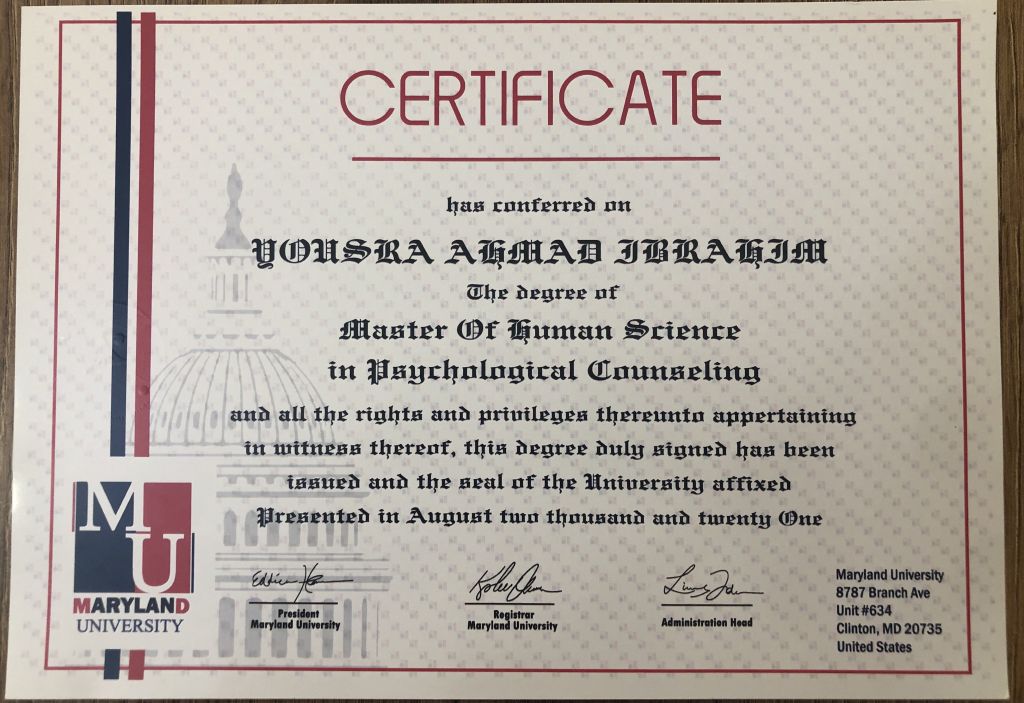 CERTIFICATE
has conferred on
YOUSRA AHMAD IBRAHIM
The degree of
Master Of Human Science
in Psychological Counseling
and all the rights and privileges thereunto appertaining
in witness thereof, this degree duly signed has been
issued and the seal of the University affixed
Presented in August two thousand and twenty One
MU
MARYLAND
UNIVERSITY
President
Maryland University
Registrar
Maryland University
Administration Head
Maryland University
8787 Branch Ave
Unit #634
Clinton, MD 20735
United States